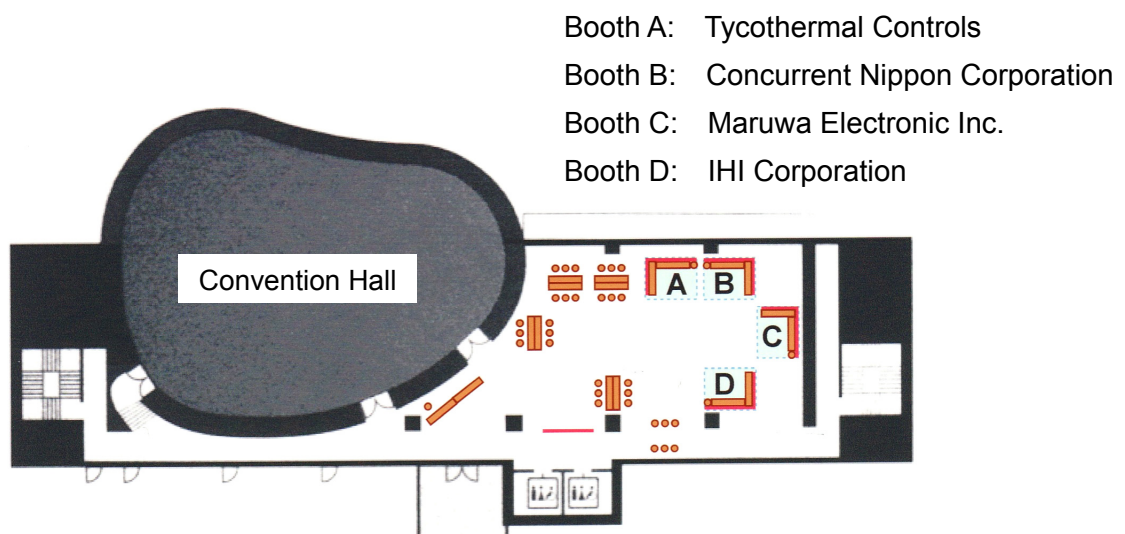 Booth A: Tycothermal Controls
Booth B: Concurrent Nippon Corporation
Booth C: Maruwa Electronic Inc.
Booth D: IHI Corporation
Convention Hall
A
B
C
D